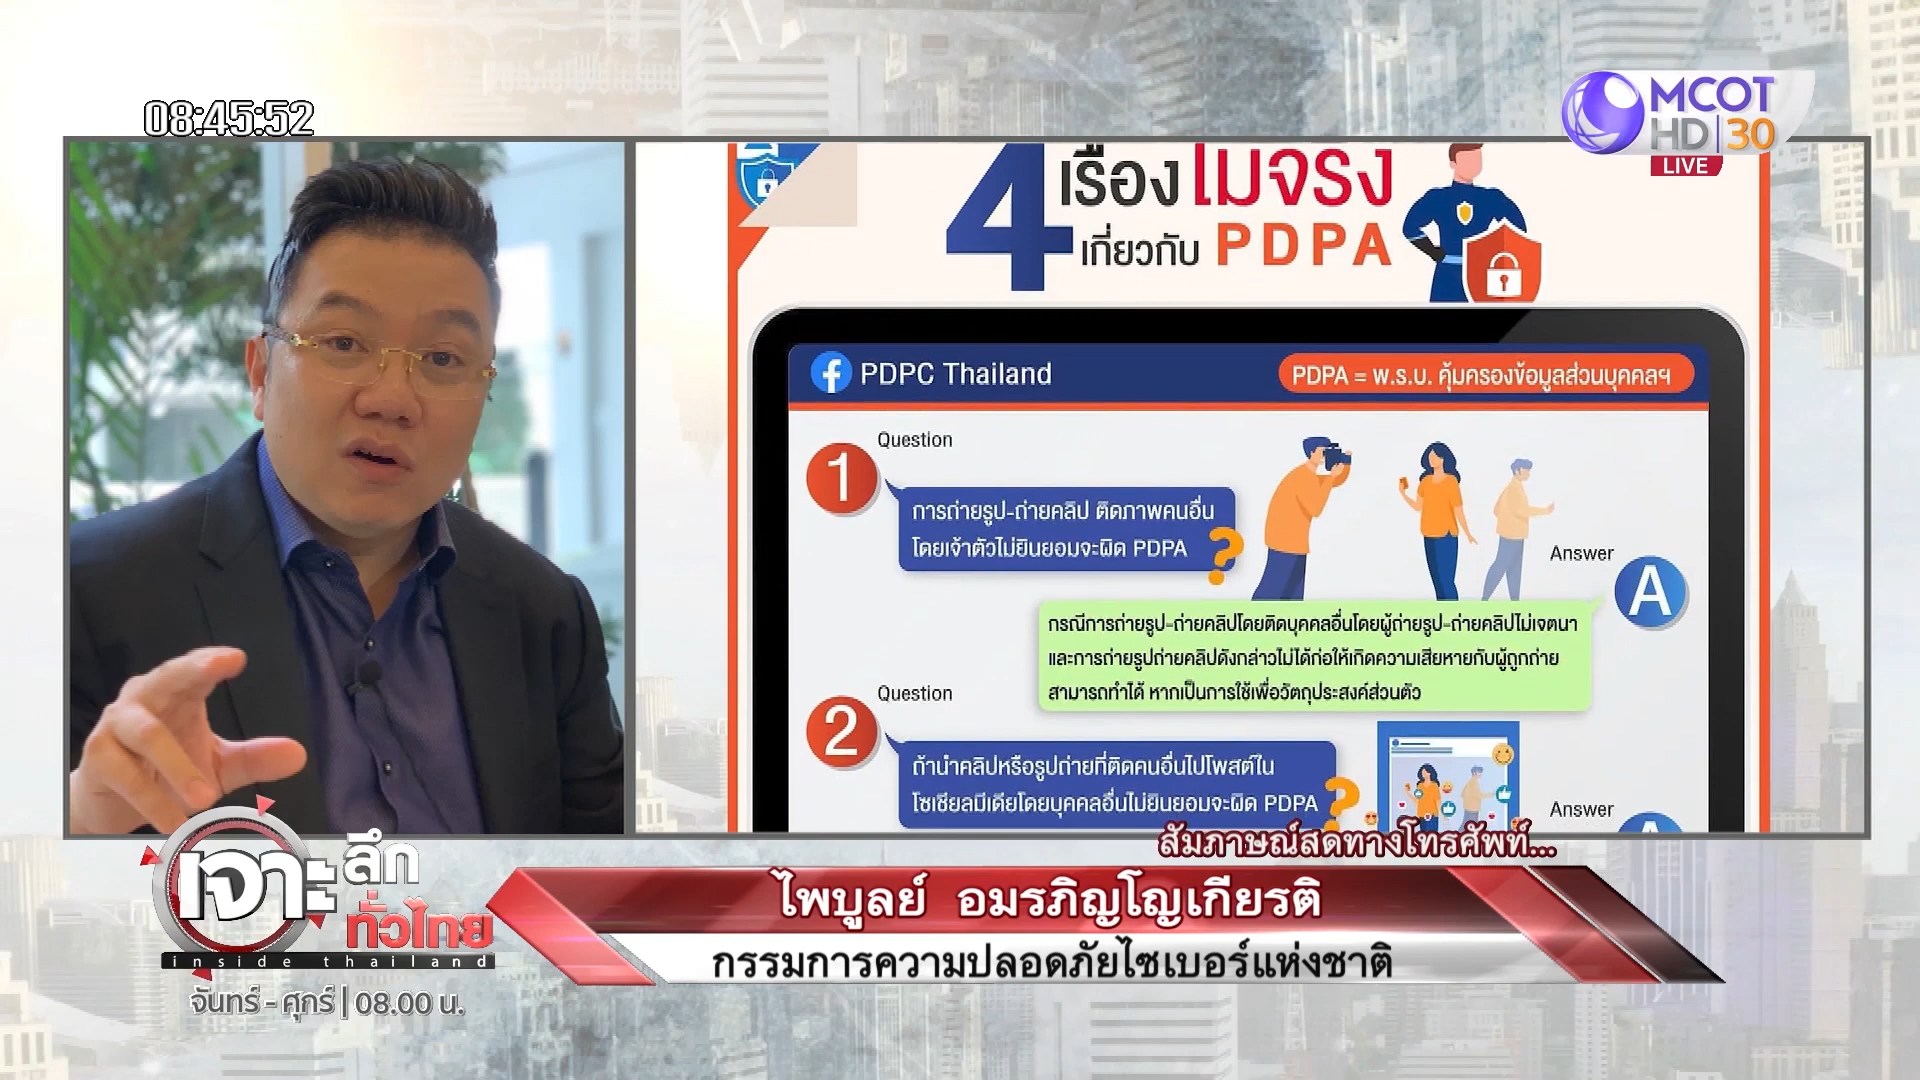 08:45:52
MCOT
HD 30
LIVE
4 เรื่อง ไม่จริง
เกี่ยวกับ PDPA
PDPC Thailand
PDPA = พ.ร.บ. คุ้มครองข้อมูลส่วนบุคคลฯ
Question
1
การถ่ายรูป-ถ่ายคลิป ติดภาพคนอื่น
โดยเจ้าตัวไม่ยินยอมจะผิด PDPA
?
Answer
A
กรณีการถ่ายรูป-ถ่ายคลิปโดยติดบุคคลอื่นโดยผู้ถ่ายรูป-ถ่ายคลิปไม่เจตนา
และการถ่ายรูปถ่ายคลิปดังกล่าวไม่ได้ก่อให้เกิดความเสียหายกับผู้ถูกถ่าย
สามารถทำได้ หากเป็นการใช้เพื่อวัตถุประสงค์ส่วนตัว
Question
2
ถ้านำคลิปหรือรูปถ่ายที่ติดคนอื่นไปโพสต์ใน
โซเชียลมีเดียโดยบุคคลอื่นไม่ยินยอมจะผิด PDPA
?
Answer
A
สัมภาษณ์สดทางโทรศัพท์...
ไพบูลย์ อมรภิญโญเกียรติ
กรรมการความปลอดภัยไซเบอร์แห่งชาติ
เจาะลึก
ทั่วไทย
inside thailand
จันทร์ - ศุกร์ | 08.00 น.